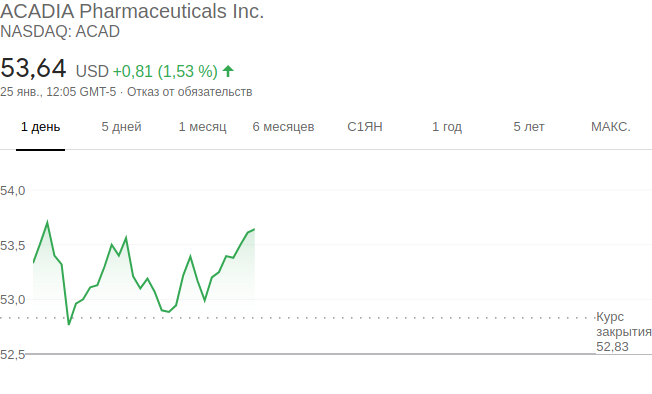 ACADIA Pharmaceuticals Inc.
NASDAQ: ACAD
53,64 USD +0,81 (1,53 %)
25 янв., 12:05 GMT-5 · Отказ от обязательств
1 день 5 дней 1 месяц 6 месяцев С1ЯН 1 год 5 лет МАКС.
54,0
53,5
53,0
Курс
закрытия
52,83
52,5